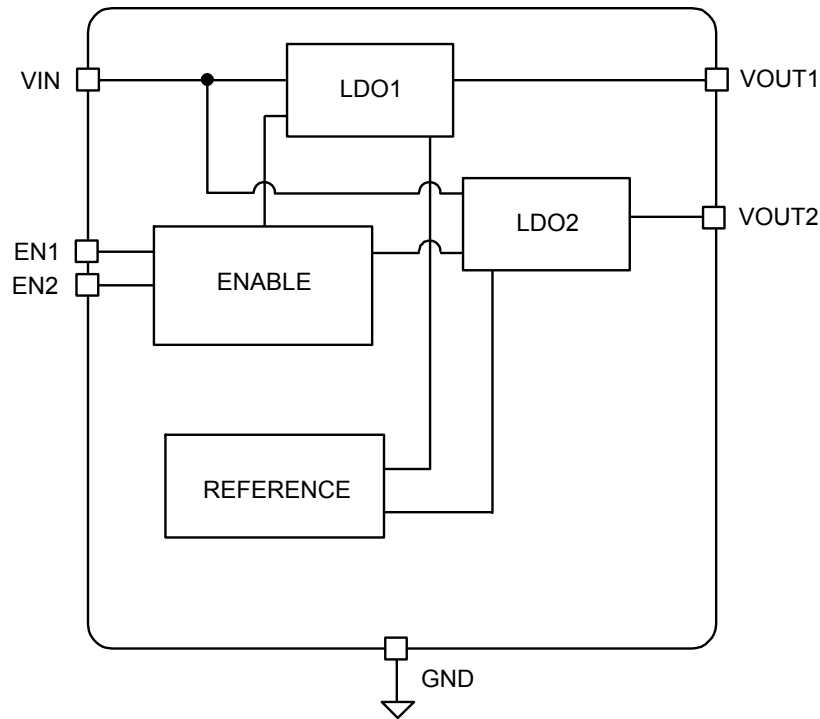 VIN
LDO1
VOUT1
LDO2
VOUT2
EN1
EN2
ENABLE
REFERENCE
GND